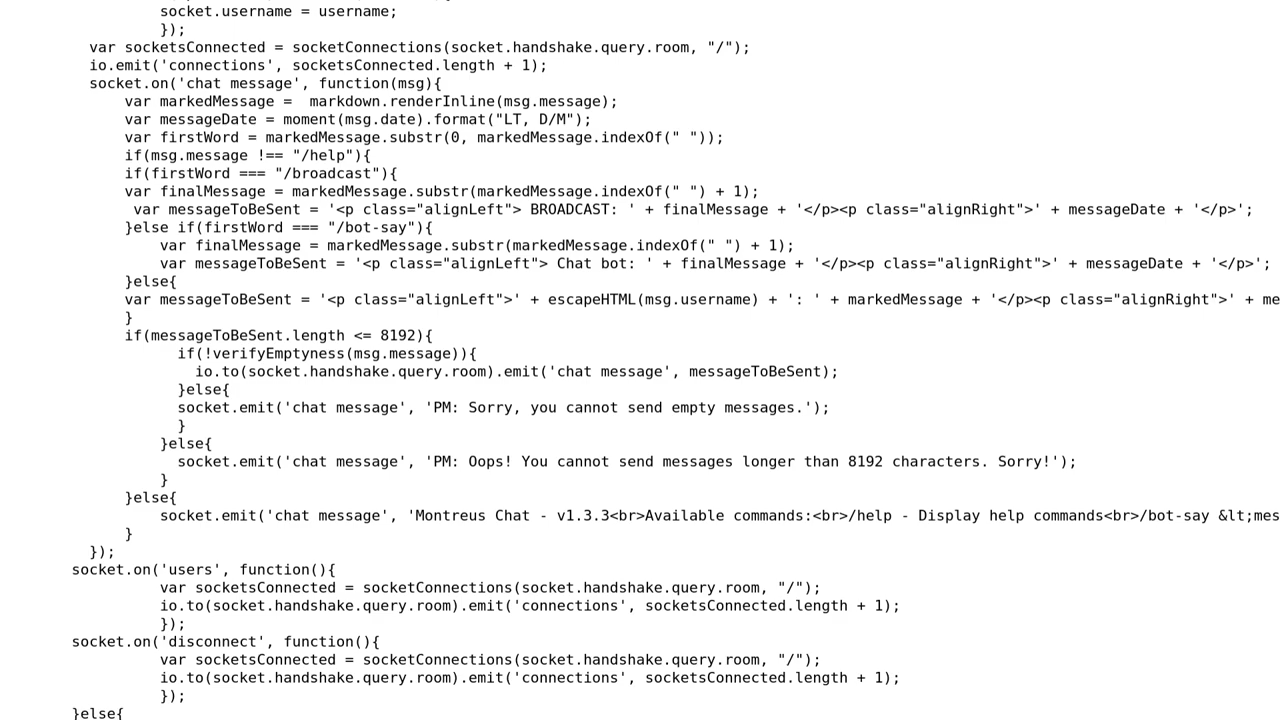 socket.username = username;
});
var socketsConnected = socketConnections(socket.handshake.query.room, "/");
io.emit('connections', socketsConnected.length + 1);
socket.on('chat message', function(msg){
var markedMessage =  markdown.renderInline(msg.message);
var messageDate = moment(msg.date).format("LT, D/M");
var firstWord = markedMessage.substr(0, markedMessage.indexOf(" "));
if(msg.message !== "/help"){
if(firstWord === "/broadcast"){
var finalMessage = markedMessage.substr(markedMessage.indexOf(" ") + 1);
var messageToBeSent = '<p class="alignLeft"> BROADCAST: ' + finalMessage + '</p><p class="alignRight">' + messageDate + '</p>';
}else if(firstWord === "/bot-say"){
var finalMessage = markedMessage.substr(markedMessage.indexOf(" ") + 1);
var messageToBeSent = '<p class="alignLeft"> Chat bot: ' + finalMessage + '</p><p class="alignRight">' + messageDate + '</p>';
}else{
var messageToBeSent = '<p class="alignLeft">' + escapeHTML(msg.username) + ': ' + markedMessage + '</p><p class="alignRight">' + me
}
if(messageToBeSent.length <= 8192){
if(!verifyEmptyness(msg.message)){
io.to(socket.handshake.query.room).emit('chat message', messageToBeSent);
}else{
socket.emit('chat message', 'PM: Sorry, you cannot send empty messages.');
}
}else{
socket.emit('chat message', 'PM: Oops! You cannot send messages longer than 8192 characters. Sorry!');
}
}else{
socket.emit('chat message', 'Montreus Chat - v1.3.3<br>Available commands:<br>/help - Display help commands<br>/bot-say &lt;mes
}
});
socket.on('users', function(){
var socketsConnected = socketConnections(socket.handshake.query.room, "/");
io.to(socket.handshake.query.room).emit('connections', socketsConnected.length + 1);
});
socket.on('disconnect', function(){
var socketsConnected = socketConnections(socket.handshake.query.room, "/");
io.to(socket.handshake.query.room).emit('connections', socketsConnected.length + 1);
});
}else{